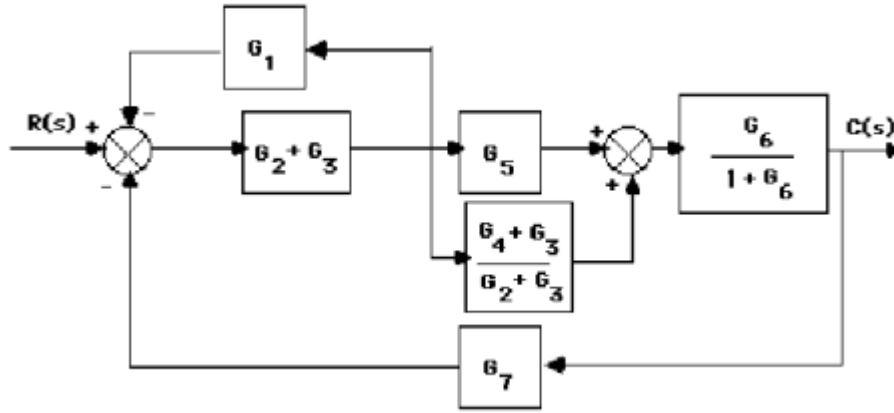 G1
R(s) + - C(s)
-
G2 + G3
G5
+
+
G6
1 + G6
G4 + G3
G2 + G3
G7